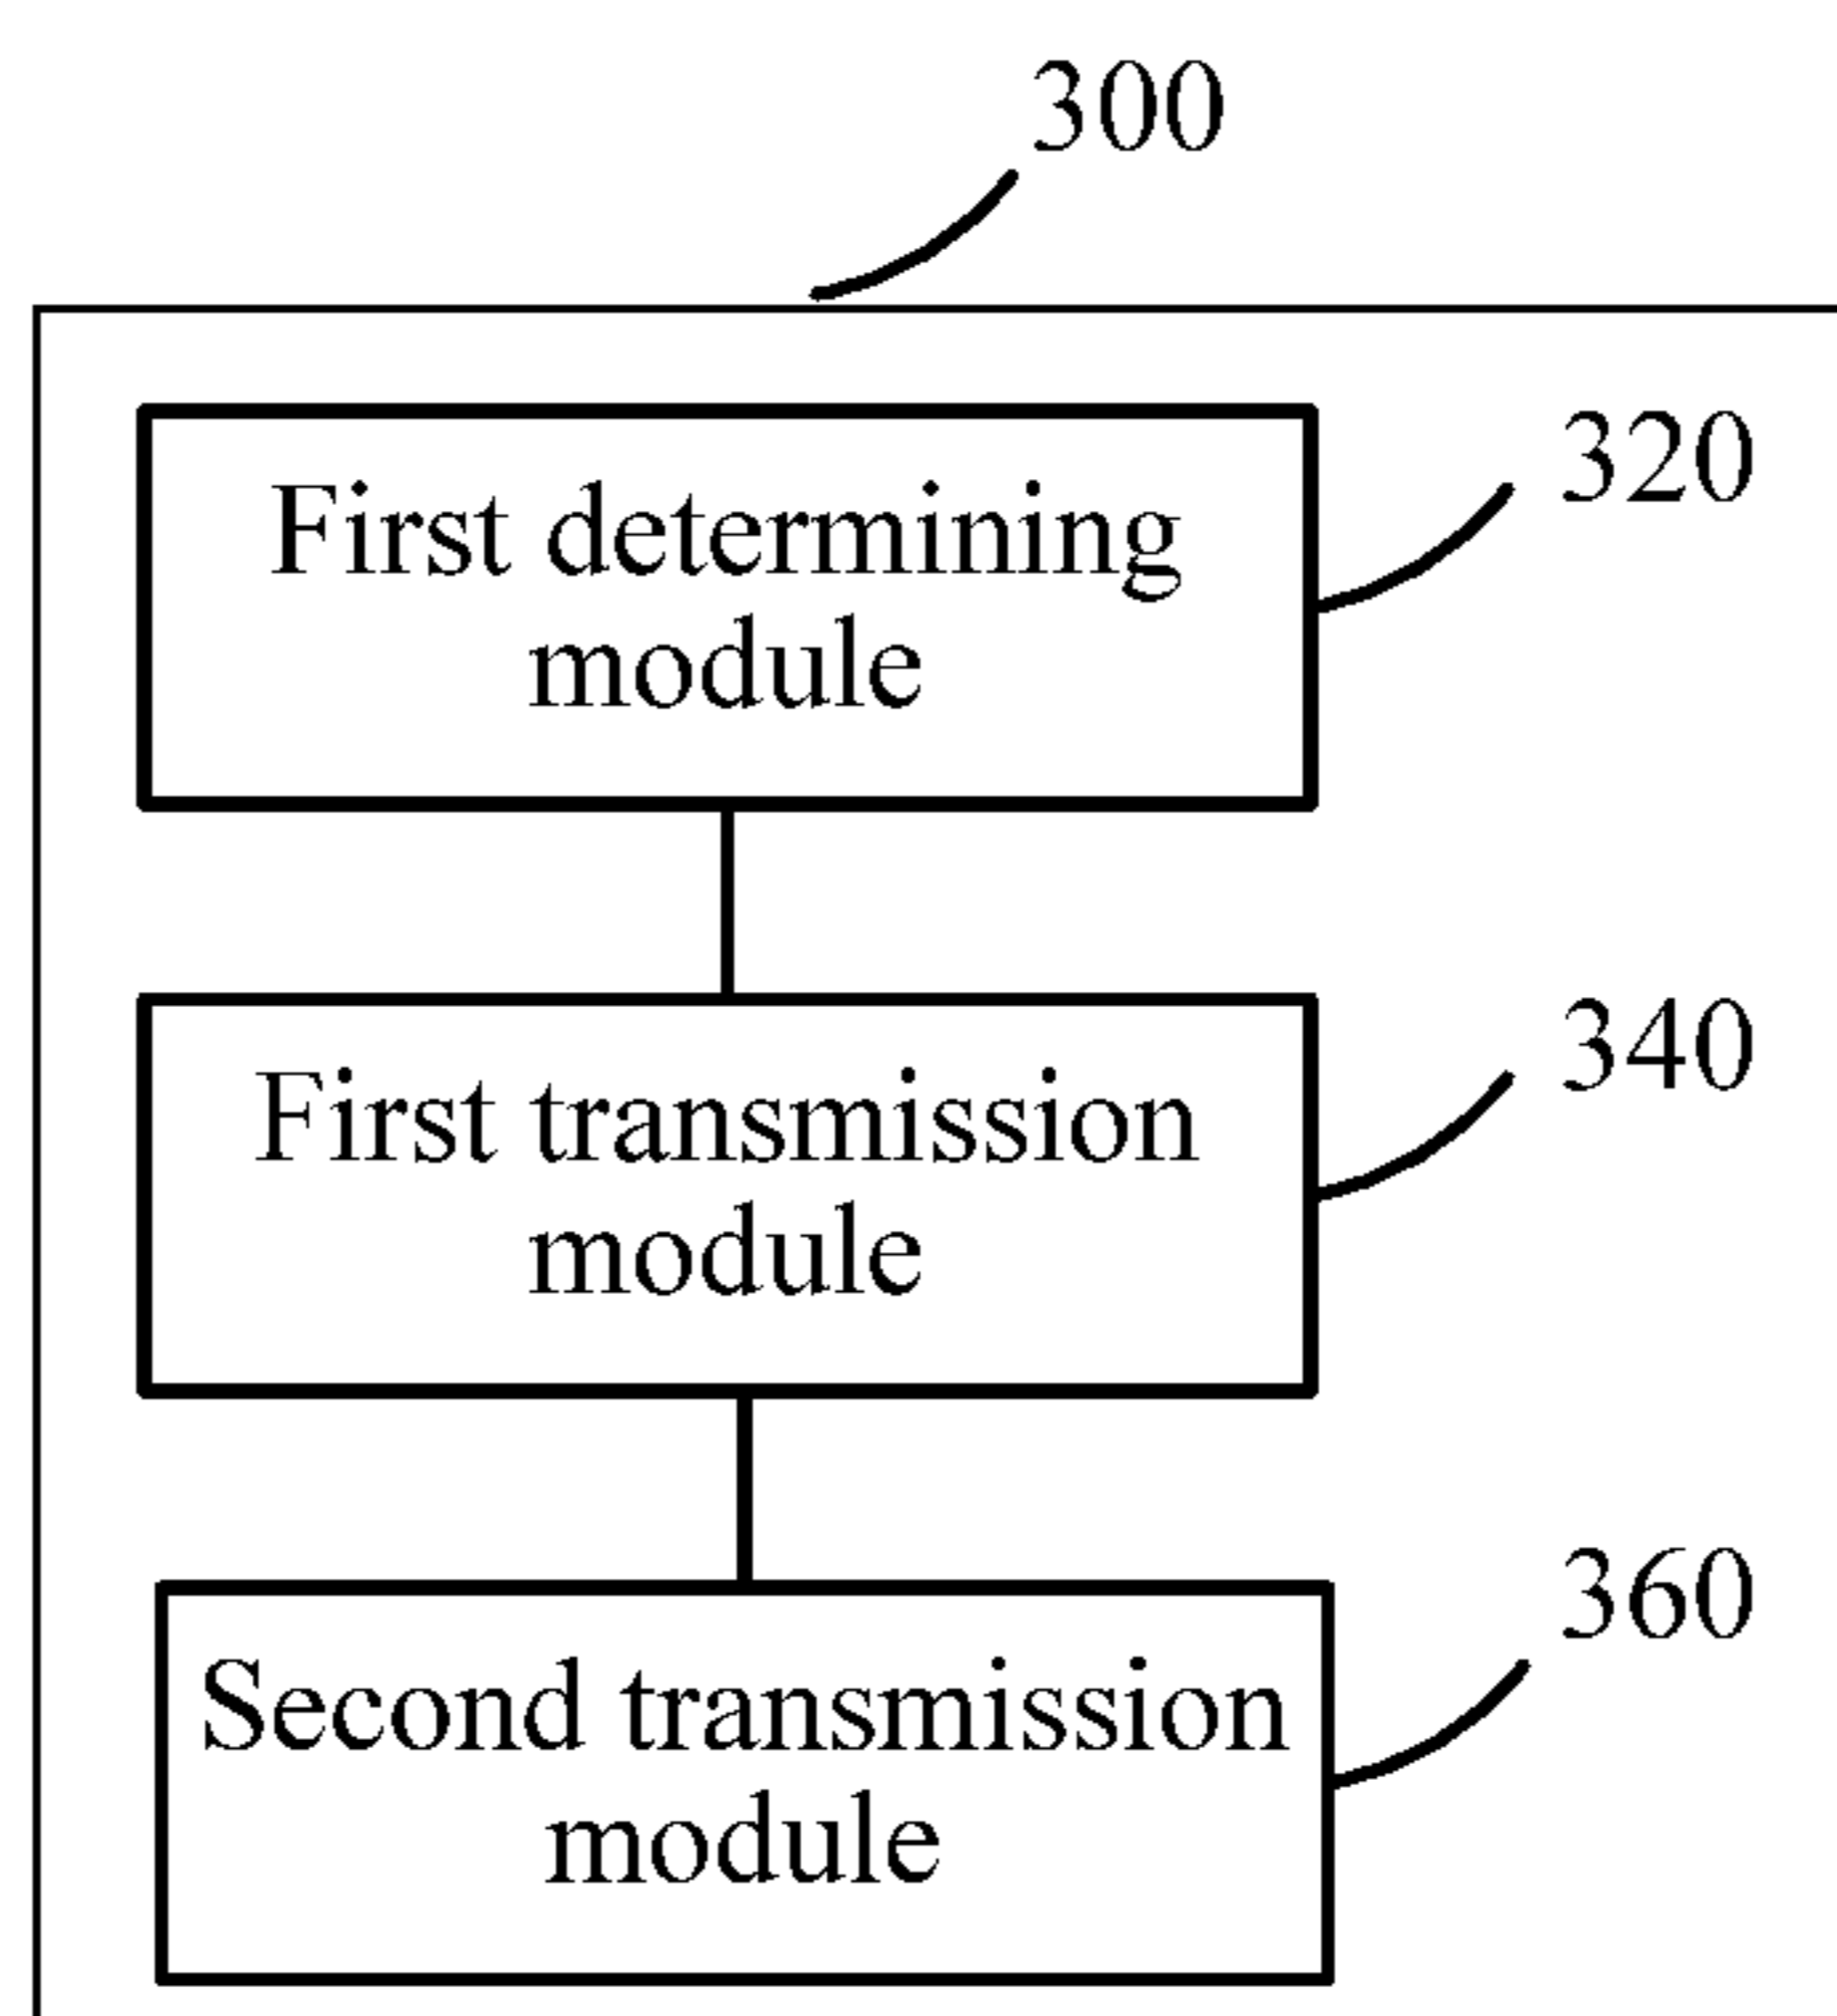 300
First determining
module
320
First transmission
module
340
Second transmission
module
360